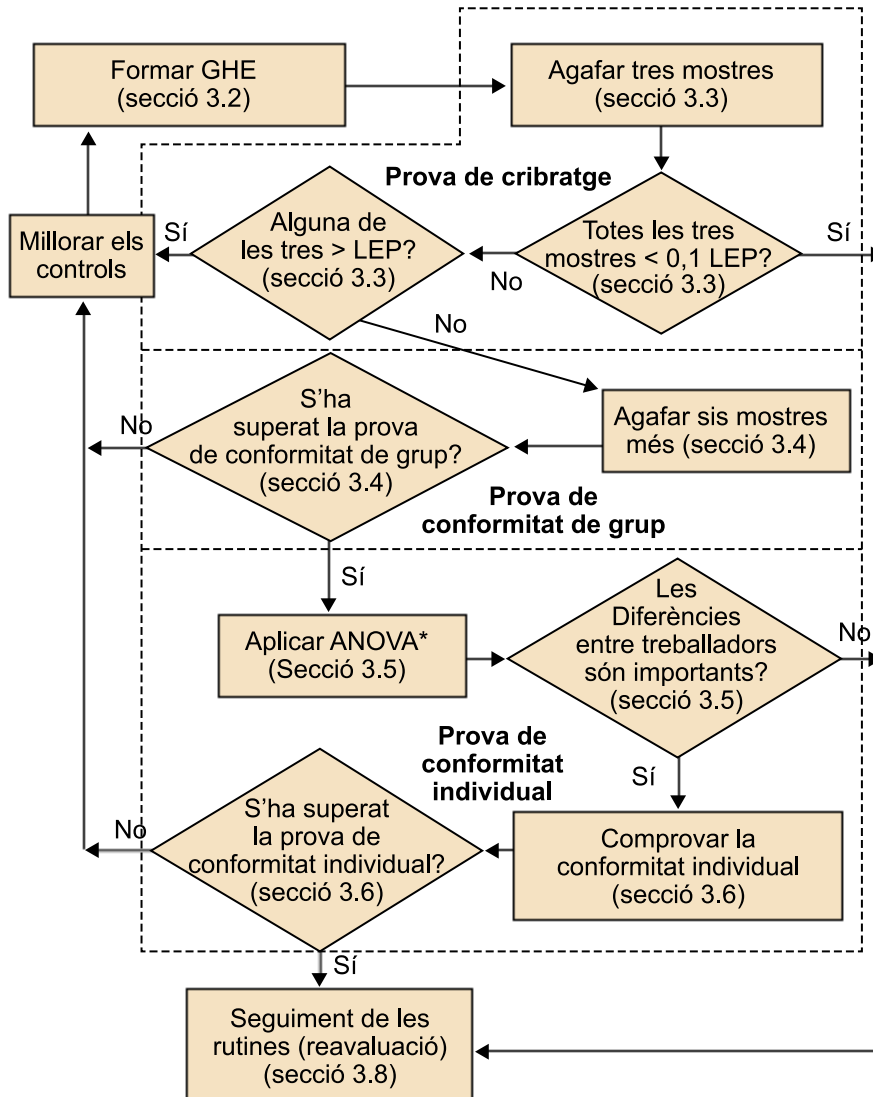 Formar GHE
(secció 3.2)
Agafar tres mostres
(secció 3.3)
Prova de cribratge
Totes les tres
mostres < 0,1 LEP?
(secció 3.3)
Sí
No
Alguna de
les tres > LEP?
(secció 3.3)
Sí
Millorar els
controls
No
Agafar sis mostres
més (secció 3.4)
S’ha
superat la prova
de conformitat de grup?
(secció 3.4)
No
Prova de
conformitat de grup
Sí
Aplicar ANOVA*
(Secció 3.5)
Les
Diferències
entre treballadors
són importants?
(secció 3.5)
No
Prova de
conformitat
individual
Sí
Comprovar la
conformitat individual
(secció 3.6)
S’ha superat
la prova de
conformitat individual?
(secció 3.6)
No
Sí
Seguiment de les
rutines (reavaluació)
(secció 3.8)